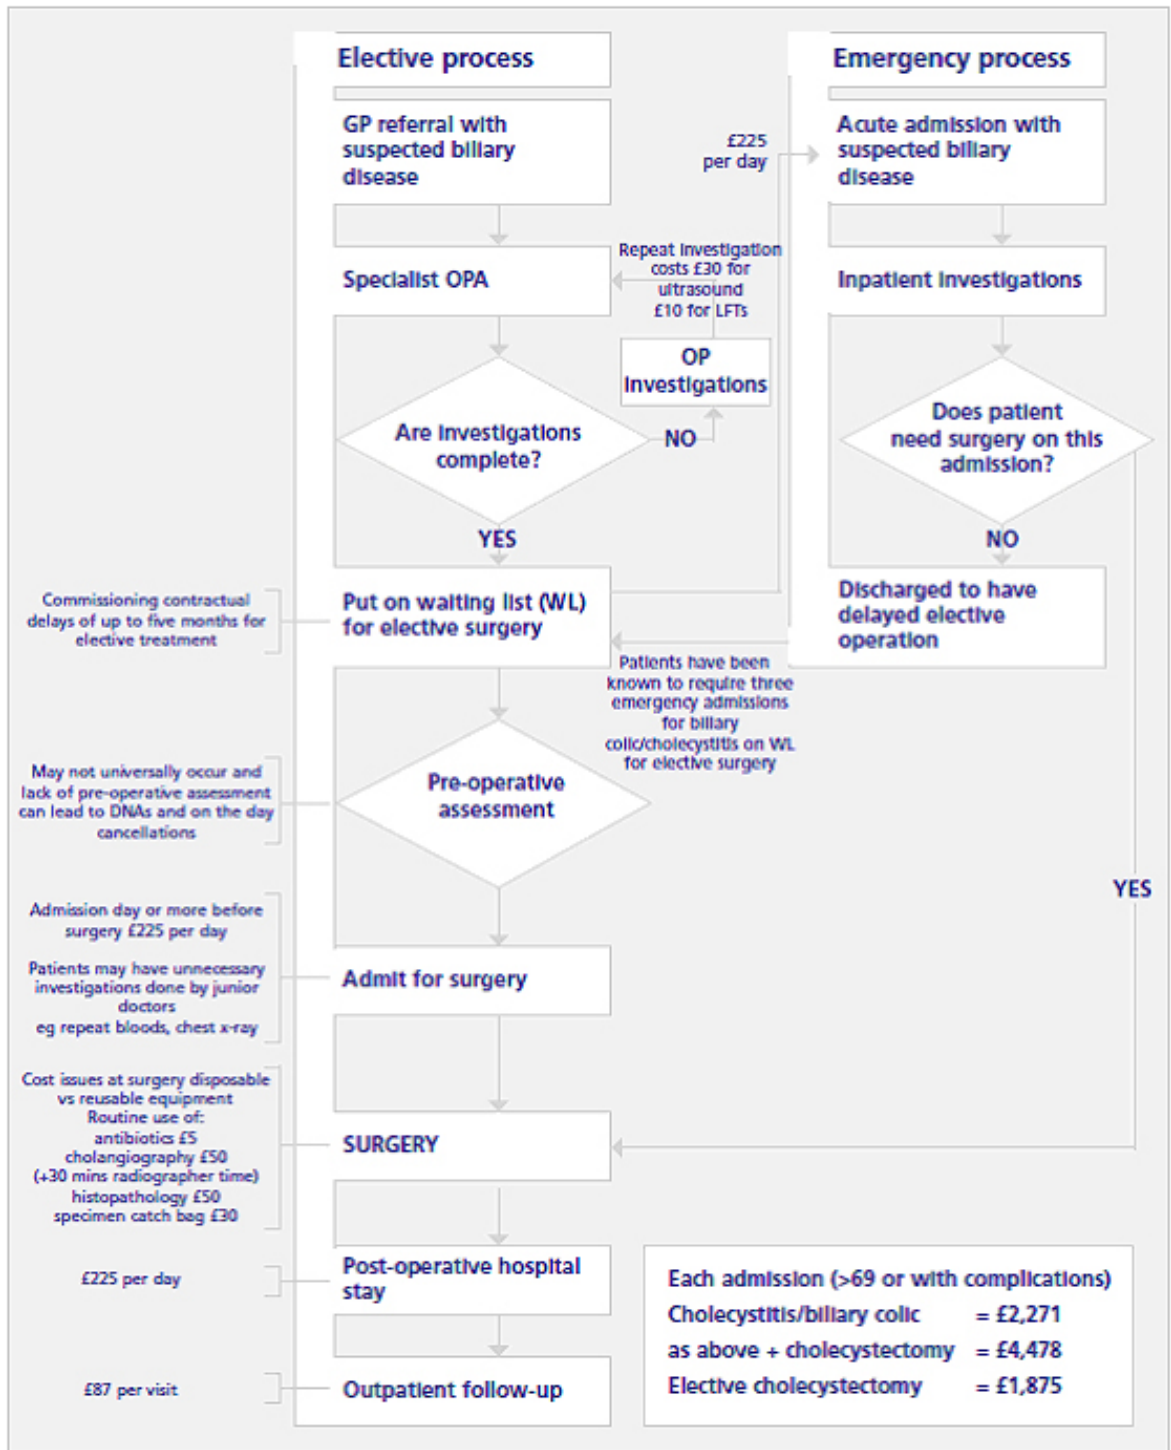 Elective process
GP referral with
suspected biliary
disease
Specialist OPA
Are investigations
complete?
NO
OP
investigations
Repeat investigation
costs £30 for
ultrasound
£10 for LFTs
YES
Commissioning contractual
delays of up to five months for
elective treatment
Put on waiting list (WL)
for elective surgery
May not universally occur and
lack of pre-operative assessment
can lead to DNAs and on the day
cancellations
Pre-operative
assessment
Admission day or more before
surgery £225 per day
Patients may have unnecessary
investigations done by junior
doctors
eg repeat bloods, chest x-ray
Admit for surgery
Cost issues at surgery disposable
vs reusable equipment
Routine use of:
antibiotics £5
cholangiography £50
(+30 mins radiographer time)
histopathology £50
specimen catch bag £30
SURGERY
£225 per day
Post-operative hospital
stay
£87 per visit
Outpatient follow-up
Emergency process
£225
per day
Acute admission with
suspected biliary
disease
Inpatient investigations
Does patient
need surgery on this
admission?
NO
Discharged to have
delayed elective
operation
Patients have been
known to require three
emergency admissions
for biliary
colic/cholecystitis on WL
for elective surgery
YES
Each admission (>69 or with complications)
Cholecystitis/biliary colic = £2,271
as above + cholecystectomy = £4,478
Elective cholecystectomy = £1,875